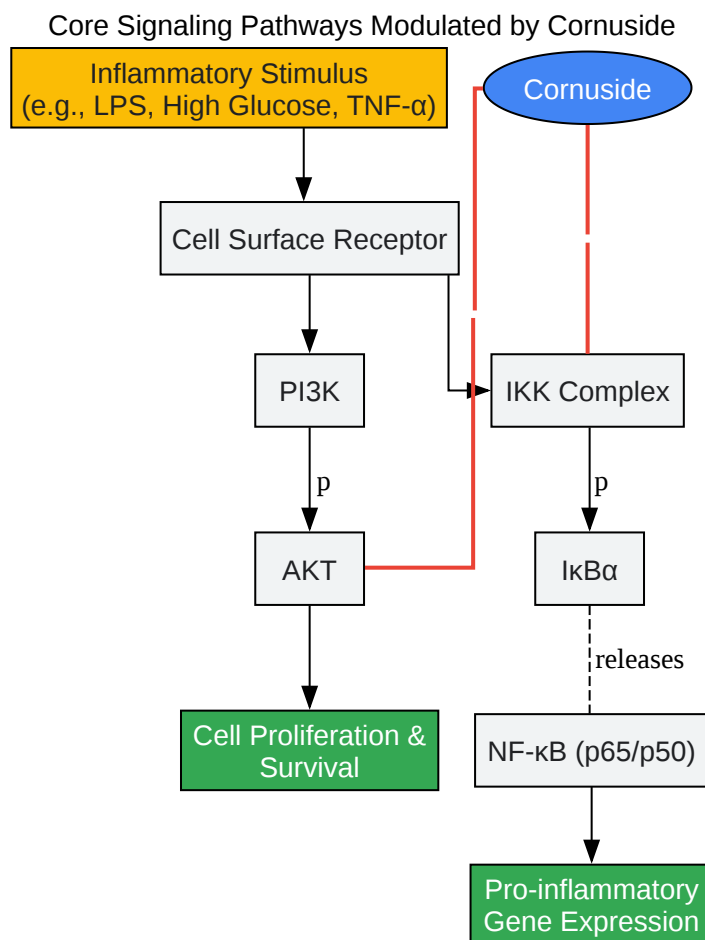 Core Signaling Pathways Modulated by Cornuside
Inflammatory Stimulus
(e.g., LPS, High Glucose, TNF-α)
Cornuside
Cell Surface Receptor
PI3K
IKK Complex
p
p
AKT
IκBα
releases
Cell Proliferation &
Survival
NF-κB (p65/p50)
Pro-inflammatory
Gene Expression